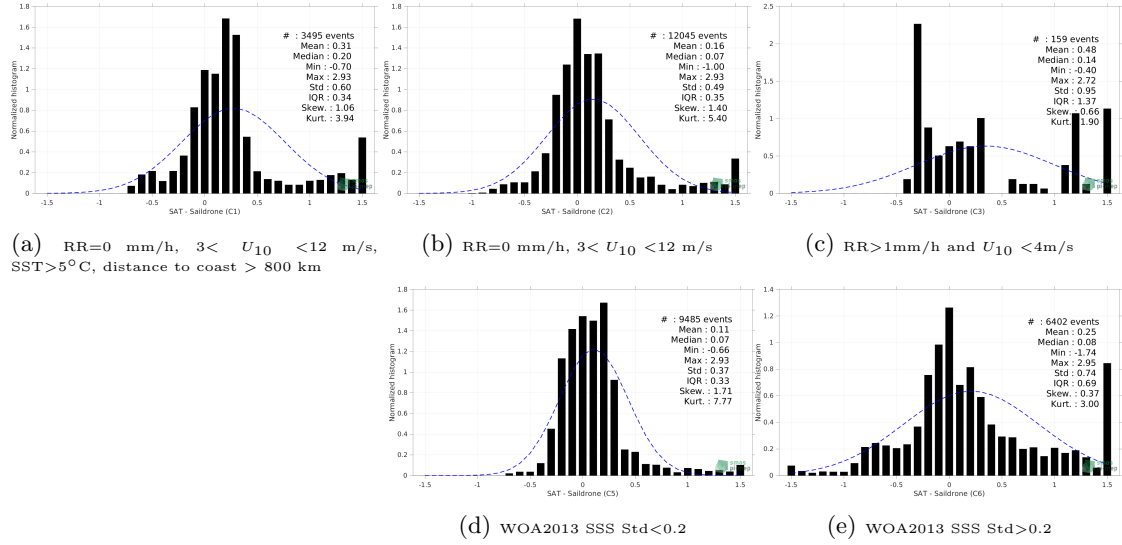 1.8
1.6
1.4
1.2
1
0.8
0.6
0.4
0.2
0
Normalized histogram
# : 3495 events
Mean : 0.31
Median : 0.20
Min : -0.70
Max : 2.93
Std : 0.60
IQR : 0.34
Skew. : 1.06
Kurt. : 3.94
-1.5 -1 -0.5 0 0.5 1 1.5
SAT - Saildrone (C1)
(a) RR=0 mm/h, 3< U10 <12 m/s,
SST>5°C, distance to coast > 800 km
1.8
1.6
1.4
1.2
1
0.8
0.6
0.4
0.2
0
Normalized histogram
# : 12045 events
Mean : 0.16
Median : 0.07
Min : -1.00
Max : 2.93
Std : 0.49
IQR : 0.35
Skew. : 1.40
Kurt. : 5.40
-1.5 -1 -0.5 0 0.5 1 1.5
SAT - Saildrone (C2)
(b) RR=0 mm/h, 3< U10 <12 m/s
2.5
2
1.5
1
0.5
0
Normalized histogram
# : 159 events
Mean : 0.48
Median : 0.14
Min : -0.40
Max : 2.72
Std : 0.95
IQR : 1.37
Skew. : 0.66
Kurt. : 1.90
-1.5 -1 -0.5 0 0.5 1 1.5
SAT - Saildrone (C3)
(c) RR>1mm/h and U10 <4m/s
1.8
1.6
1.4
1.2
1
0.8
0.6
0.4
0.2
0
Normalized histogram
# : 9485 events
Mean : 0.11
Median : 0.07
Min : -0.66
Max : 2.93
Std : 0.37
IQR : 0.33
Skew. : 1.71
Kurt. : 7.77
-1.5 -1 -0.5 0 0.5 1 1.5
SAT - Saildrone (C5)
(d) WOA2013 SSS Std<0.2
1.4
1.2
1
0.8
0.6
0.4
0.2
0
Normalized histogram
# : 6402 events
Mean : 0.25
Median : 0.08
Min : -1.74
Max : 2.95
Std : 0.74
IQR : 0.69
Skew. : 0.37
Kurt. : 3.00
-1.5 -1 -0.5 0 0.5 1 1.5
SAT - Saildrone (C6)
(e) WOA2013 SSS Std>0.2